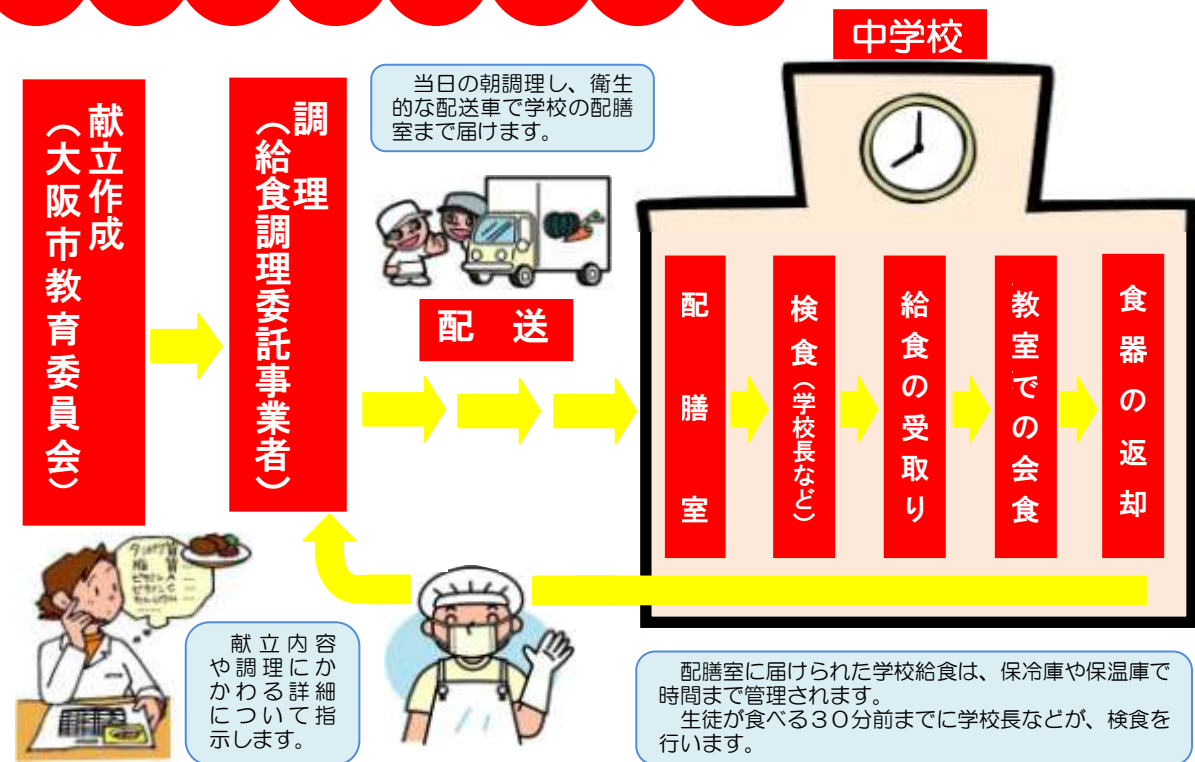 中学校
献立作成
（大阪市教育委員会）
調理
（給食調理委託事業者）
当日の朝調理し、衛生
的な配送車で学校の配膳
室まで届けます。
配送
配膳室
検食（学校長など）
給食の受取り
教室での会食
食器の返却
献立内容
や調理にか
かわる詳細
について指
示します。
配膳室に届けられた学校給食は、保冷庫や保温庫で
時間まで管理されます。
生徒が食べる３０分前までに学校長などが、検食を
行います。